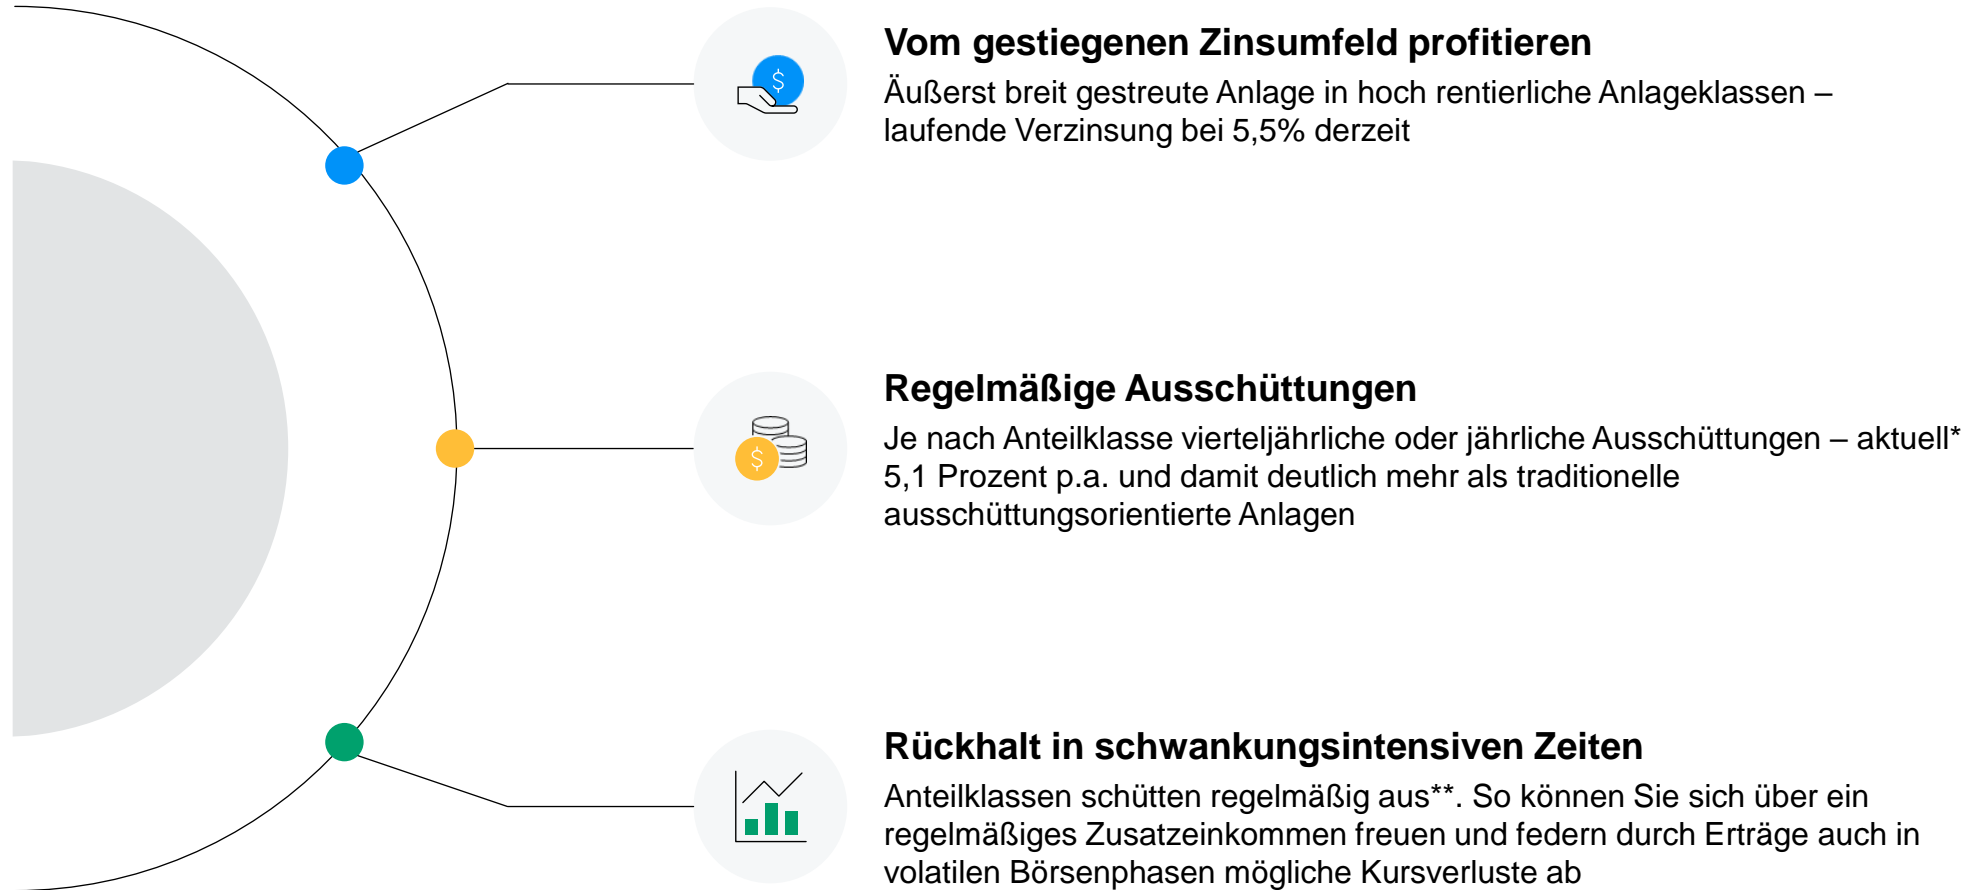 Vom gestiegenen Zinsumfeld profitieren
Äußerst breit gestreute Anlage in hoch rentierliche Anlageklassen –
laufende Verzinsung bei 5,5% derzeit
$
Regelmäßige Ausschüttungen
Je nach Anteilklasse vierteljährliche oder jährliche Ausschüttungen – aktuell*
5,1 Prozent p.a. und damit deutlich mehr als traditionelle
ausschüttungsorientierte Anlagen
$
Rückhalt in schwankungsintensiven Zeiten
Anteilklassen schütten regelmäßig aus**. So können Sie sich über ein
regelmäßiges Zusatzeinkommen freuen und federn durch Erträge auch in
volatilen Börsenphasen mögliche Kursverluste ab